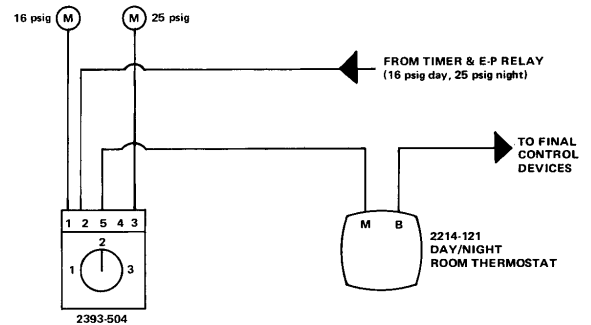 16 psig M M 25 psig
FROM TIMER & E-P RELAY
(16 psig day, 25 psig night)
TO FINAL
CONTROL
DEVICES
1 2 5 4 3
M B
2
1 3
2214-121
DAY/NIGHT
ROOM THERMOSTAT
2393-504